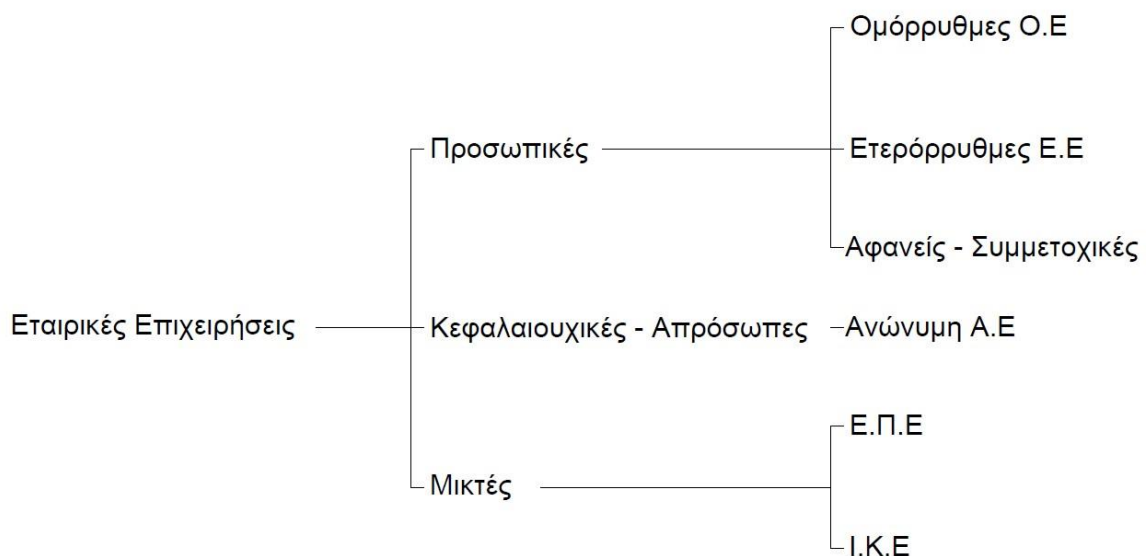 Εταιρικές Επιχειρήσεις
Προσωπικές
Ομόρρυθμες Ο.Ε
Ετερόρρυθμες Ε.Ε
Αφανείς - Συμμετοχικές
Κεφαλαιουχικές - Απρόσωπες
Ανώνυμη Α.Ε
Μικτές
Ε.Π.Ε
Ι.Κ.Ε